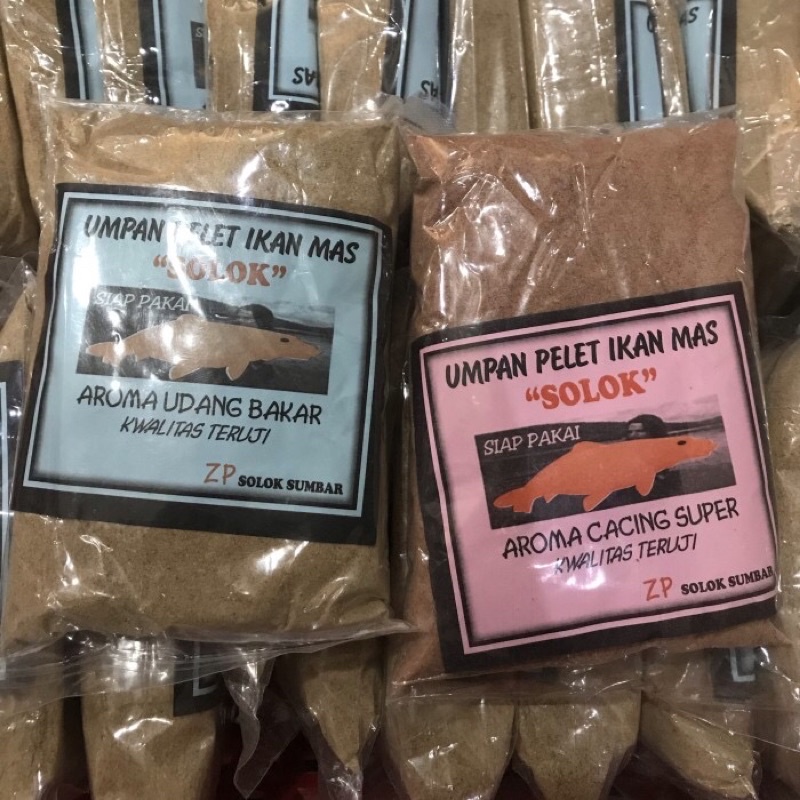 UMPAN PELET IKAN MAS
"SOLOK"
SIAP PAKAI
AROMA UDANG BAKAR
KWALITAS TERUJI
ZP SOLOK SUMBAR
UMPAN PELET IKAN MAS
"SOLOK"
SIAP PAKAI
AROMA CACING SUPER
KWALITAS TERUJI
ZP SOLOK SUMBAR